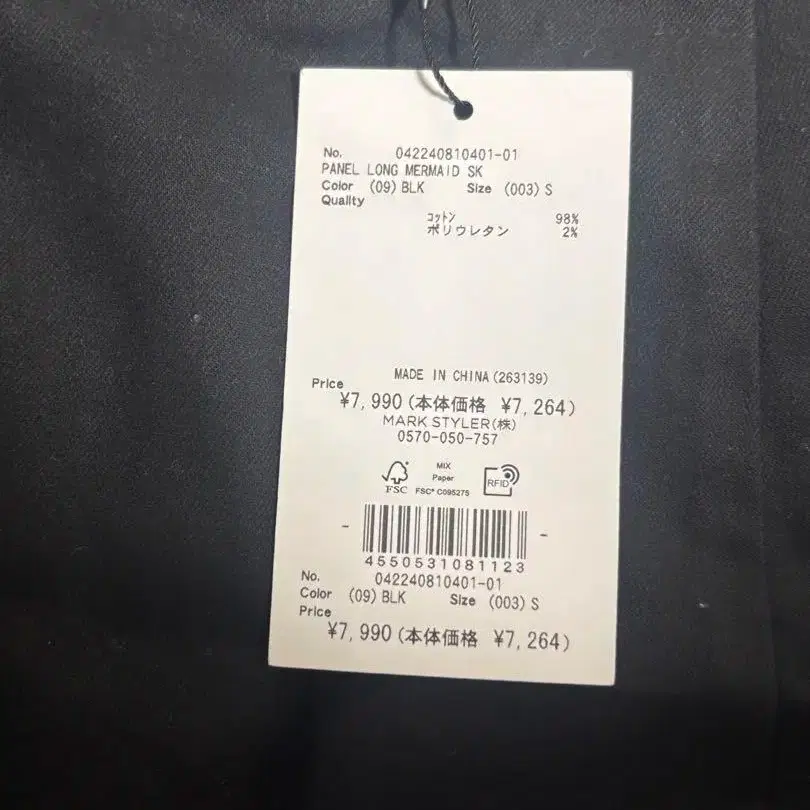 No. 042240810401-01
PANEL LONG MERMAID SK
Color (09) BLK Size (003) S
Quality
コットン 98%
ポリウレタン 2%
MADE IN CHINA(263139)
Price
¥7,990(本体価格 ¥7,264)
MARK STYLER(株)
0570-050-757
FSC
MIX
Paper
FSC® C095275
RFID
4550531081123
No. 042240810401-01
Color (09) BLK Size (003) S
Price
¥7,990(本体価格 ¥7,264)